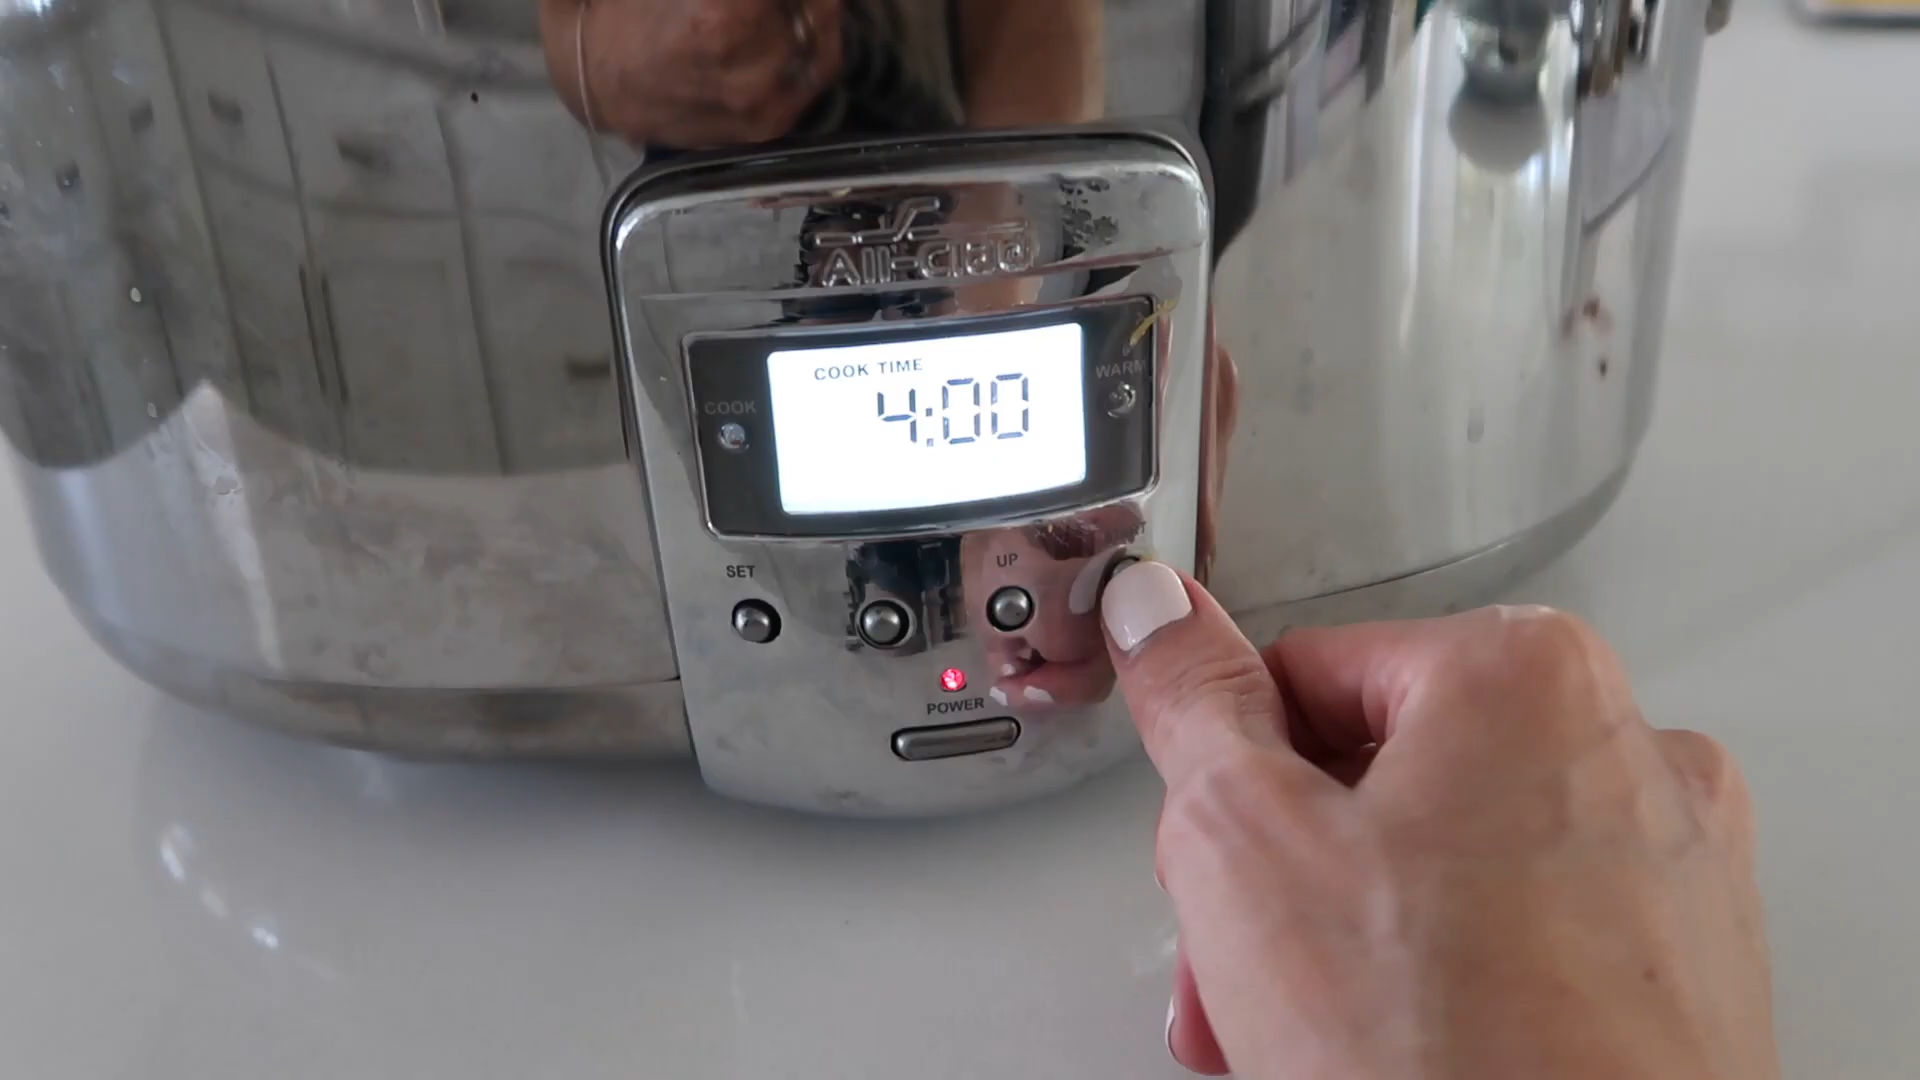 All-Clad
COOK TIME
4:00
COOK
WARM
SET
UP
POWER